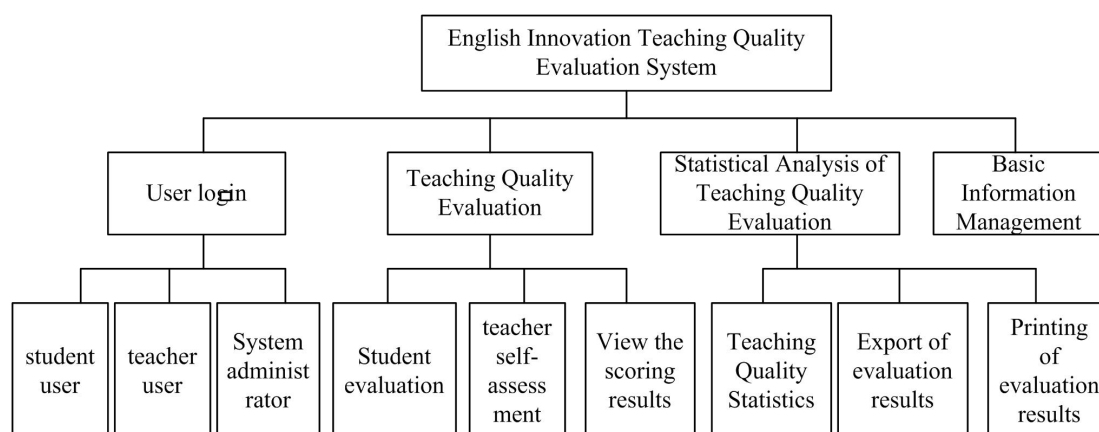 English Innovation Teaching Quality
Evaluation System
User login
Teaching Quality
Evaluation
Statistical Analysis of
Teaching Quality
Evaluation
Basic
Information
Management
student
user
teacher
user
System
administ
rator
Student
evaluation
teacher
self-
assess
ment
View the
scoring
results
Teaching
Quality
Statistics
Export of
evaluation
results
Printing
of
evaluation
results